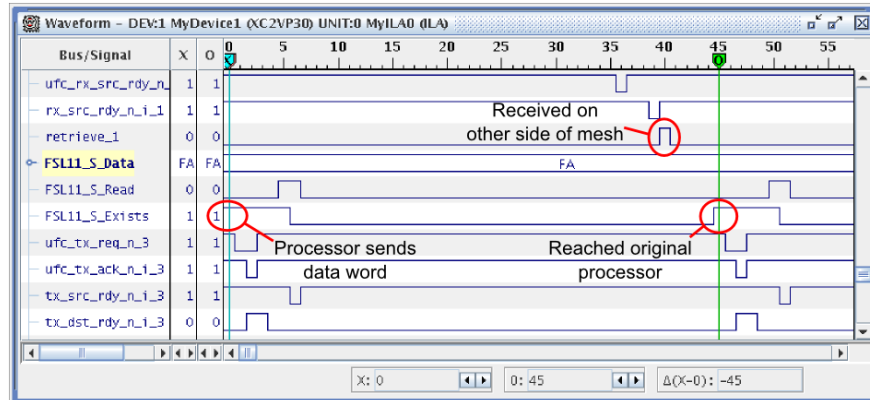 Waveform - DEV:1 MyDevice1 (XC2VP30) UNIT:0 MyILA0 (ILA)
Bus/Signal X O 0 5 10 15 20 25 30 35 40 45 50 55
X O
ufc_rx_src_rdy_n_ 1 1
rx_src_rdy_n_i_1 1 1 Received on
retrieve_1 0 0 other side of mesh
FSL11_S_Data FA FA FA
FSL11_S_Read 0 0
FSL11_S_Exists 1 1
ufc_tx_req_n_3 1 1 Processor sends Reached original
ufc_tx_ack_n_i_3 1 1 data word processor
tx_src_rdy_n_i_3 1 1
tx_dst_rdy_n_i_3 0 0
X: 0 O: 45 Δ(X-O): -45